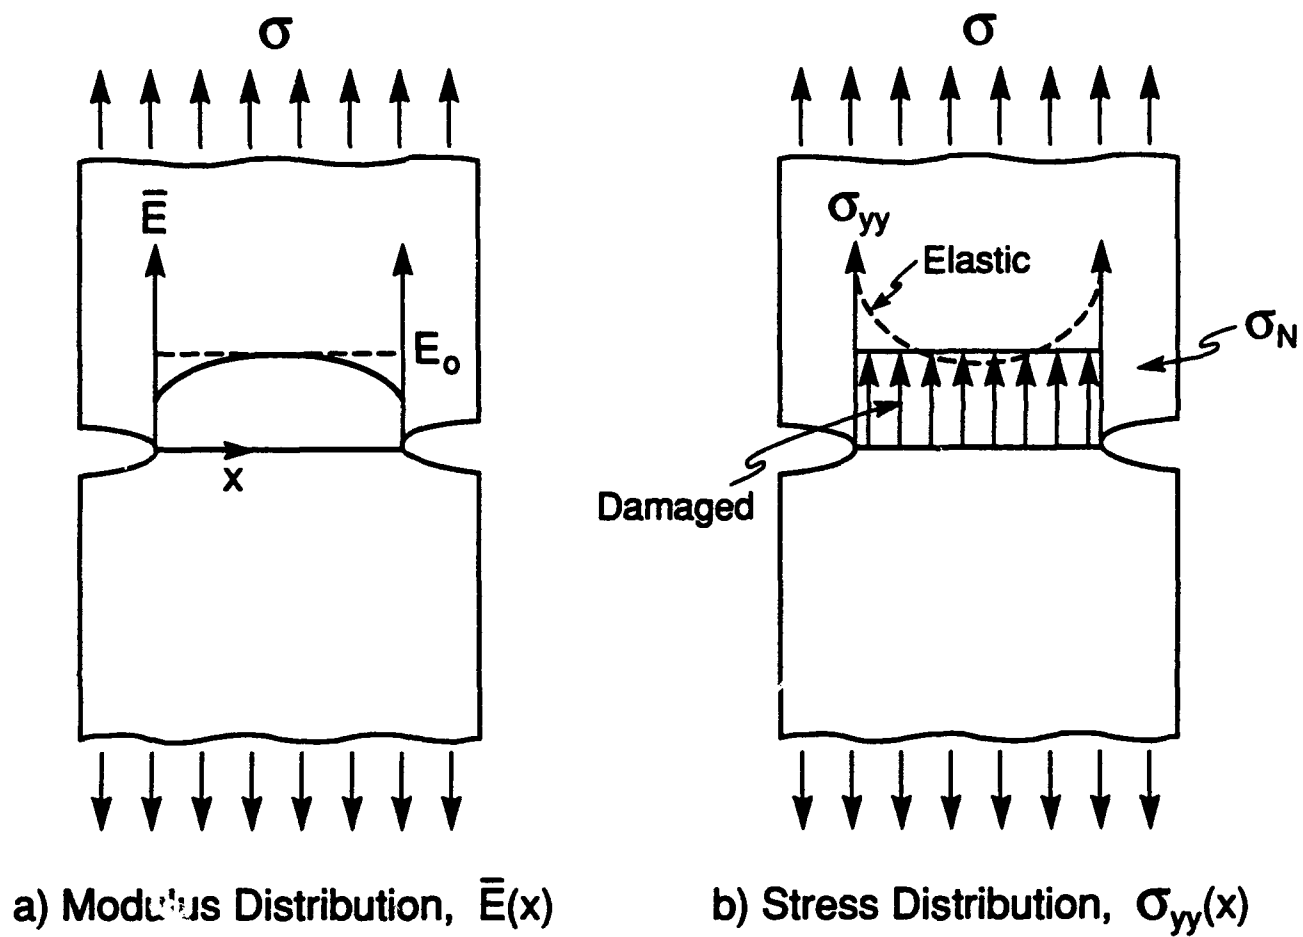 σ
σ
E̅
E₀
x
σyy
Elastic
σN
Damaged
a) Modulus Distribution, E̅(x)
b) Stress Distribution, σyy(x)